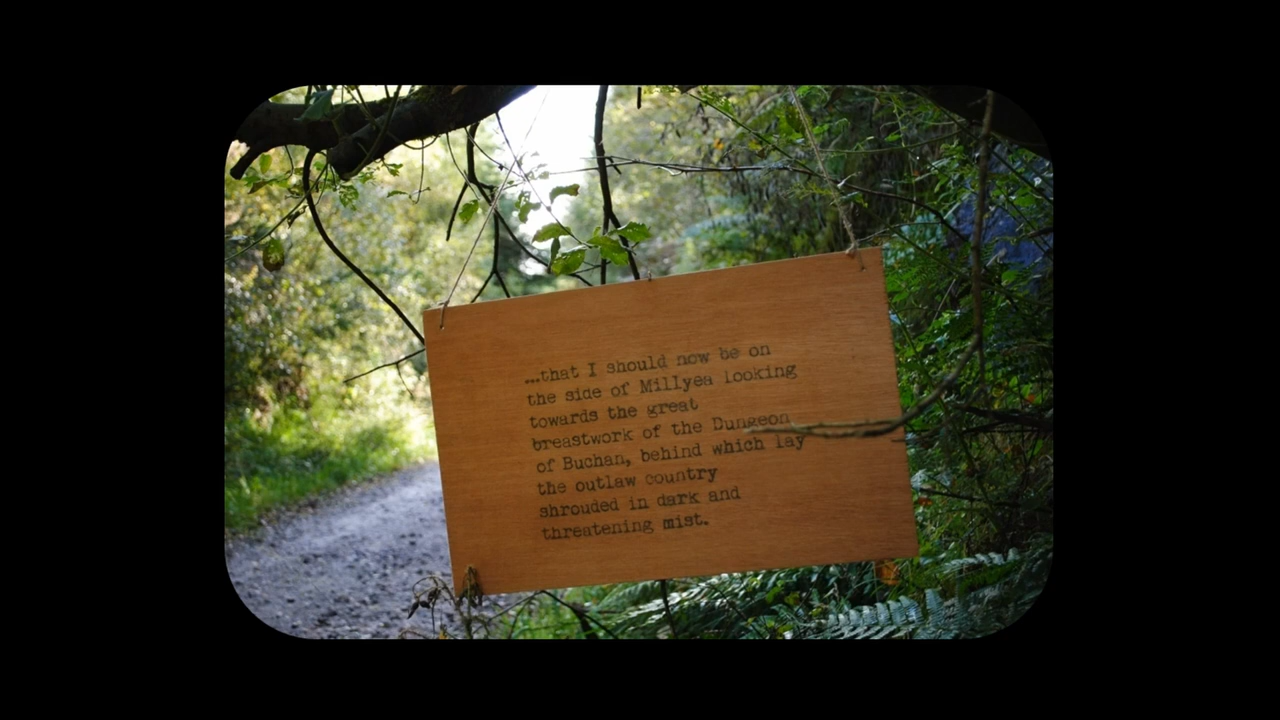 ...that I should now be on
the side of Millyea looking
towards the great
breastwork of the Dungeon
of Buchan, behind which lay
the outlaw country
shrouded in dark and
threatening mist.